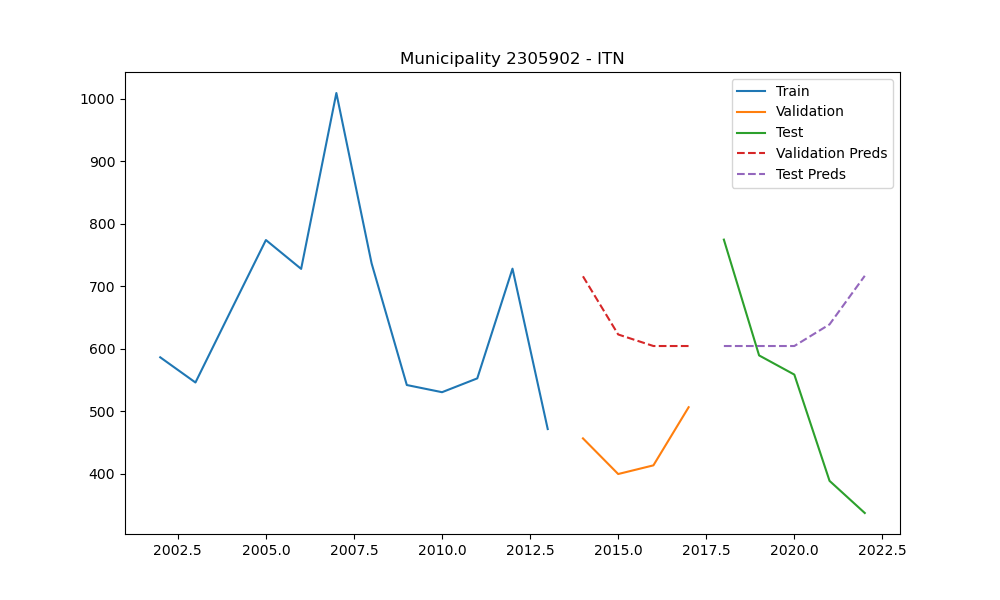 Municipality 2305902 - ITN
Train
Validation
Test
Validation Preds
Test Preds
1000
900
800
700
600
500
400
2002.5 2005.0 2007.5 2010.0 2012.5 2015.0 2017.5 2020.0 2022.5